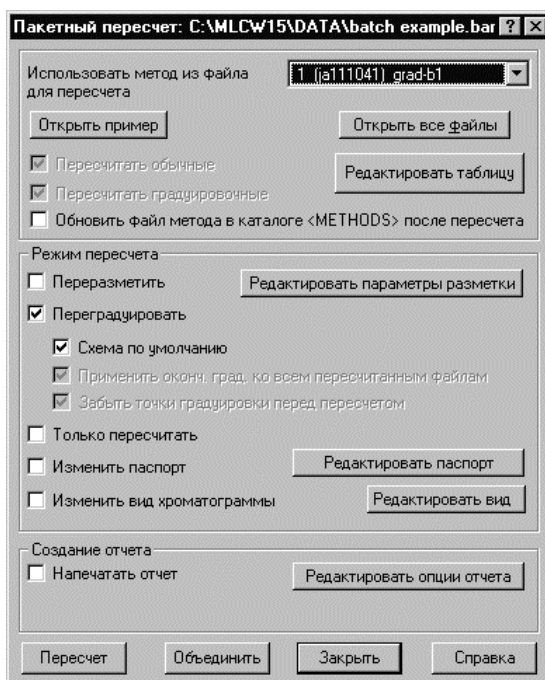 Пакетный пересчет: C:\MLCW15\DATA\batch example.bar
Использовать метод из файла
для пересчета
1 (ja111041) grad-b1
Открыть пример
Открыть все файлы
Пересчитать обычные
Редактировать таблицу
Пересчитать градуировочные
Обновить файл метода в каталоге <METHODS> после пересчета
Режим пересчета
Переразметить
Редактировать параметры разметки
Переградуировать
Схема по умолчанию
Применить оконч. град. ко всем пересчитанным файлам
Забыть точки градуировки перед пересчетом
Только пересчитать
Изменить паспорт
Редактировать паспорт
Изменить вид хроматограммы
Редактировать вид
Создание отчета
Напечатать отчет
Редактировать опции отчета
Пересчет
Объединить
Закрыть
Справка